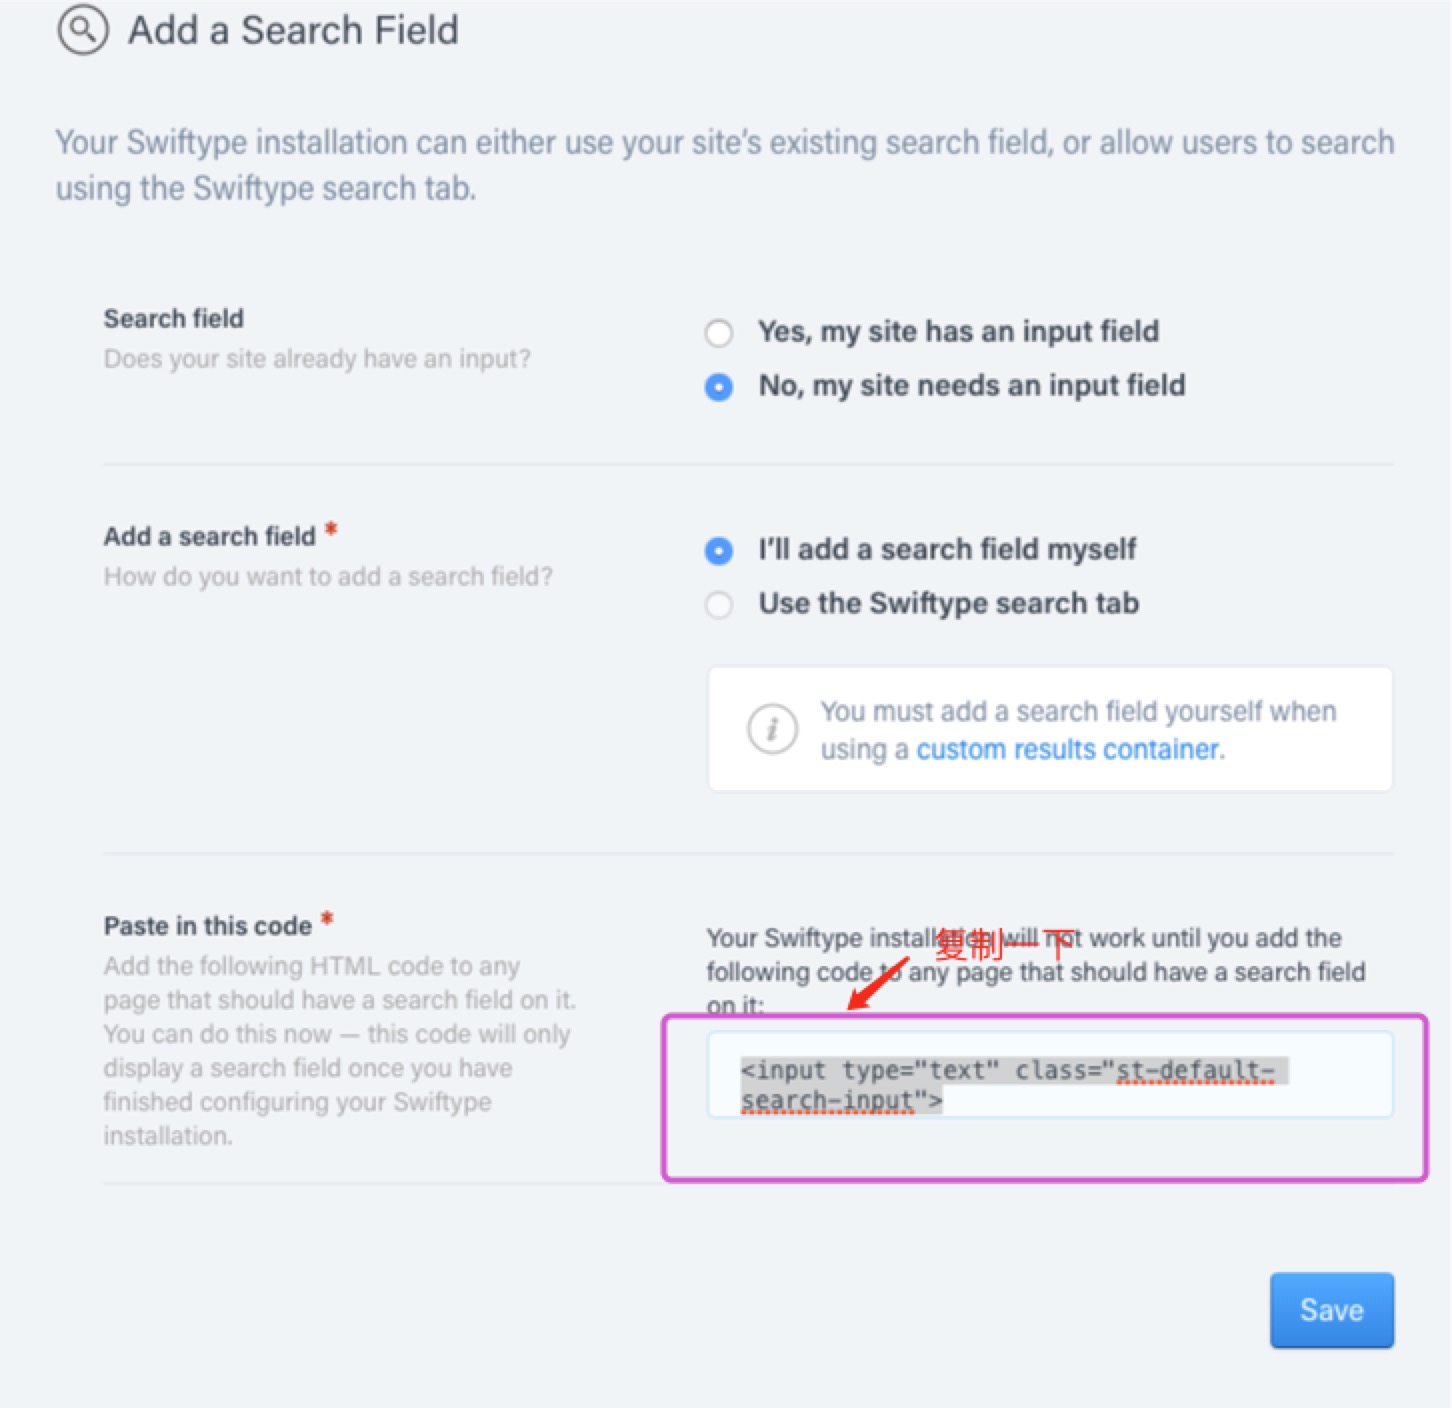 Add a Search Field
Your Swiftype installation can either use your site's existing search field, or allow users to search
using the Swiftype search tab.
Search field
Does your site already have an input?
Yes, my site has an input field
No, my site needs an input field
Add a search field *
How do you want to add a search field?
I'll add a search field myself
Use the Swiftype search tab
i
You must add a search field yourself when
using a custom results container.
Paste in this code *
Add the following HTML code to any
page that should have a search field on it.
You can do this now — this code will only
display a search field once you have
finished configuring your Swiftype
installation.
Your Swiftype installation will not work until you add the
following code to any page that should have a search field
on it:
复制一下
<input type="text" class="st-default-
search-input">
Save